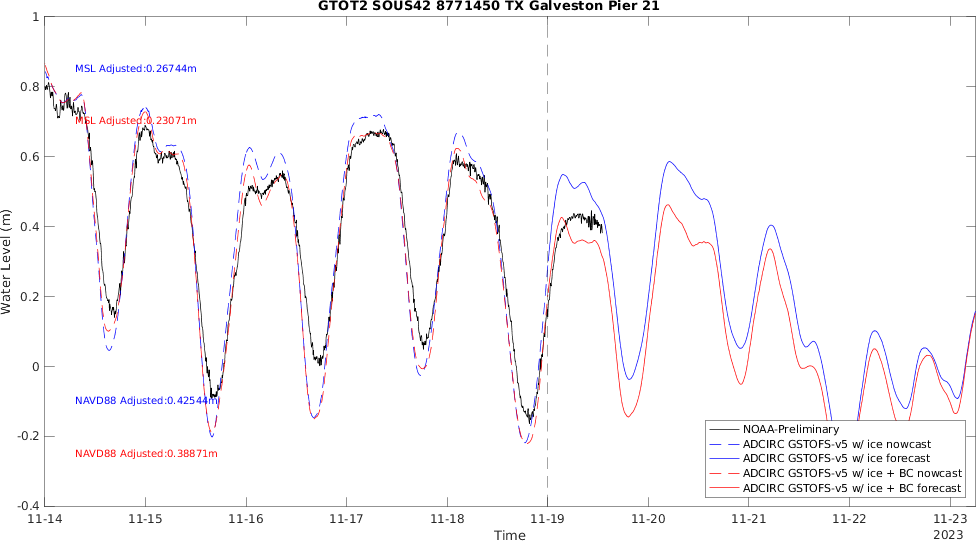 GTOT2 SOUS42 8771450 TX Galveston Pier 21
1
0.8
0.6
0.4
0.2
0
-0.2
-0.4
Water Level (m)
MSL Adjusted:0.26744m
MSL Adjusted:0.23071m
NAVD88 Adjusted:0.42544m
NAVD88 Adjusted:0.38871m
NOAA-Preliminary
ADCIRC GSTOFS-v5 w/ ice nowcast
ADCIRC GSTOFS-v5 w/ ice forecast
ADCIRC GSTOFS-v5 w/ ice + BC nowcast
ADCIRC GSTOFS-v5 w/ ice + BC forecast
11-14 11-15 11-16 11-17 11-18 11-19 11-20 11-21 11-22 11-23
Time
2023